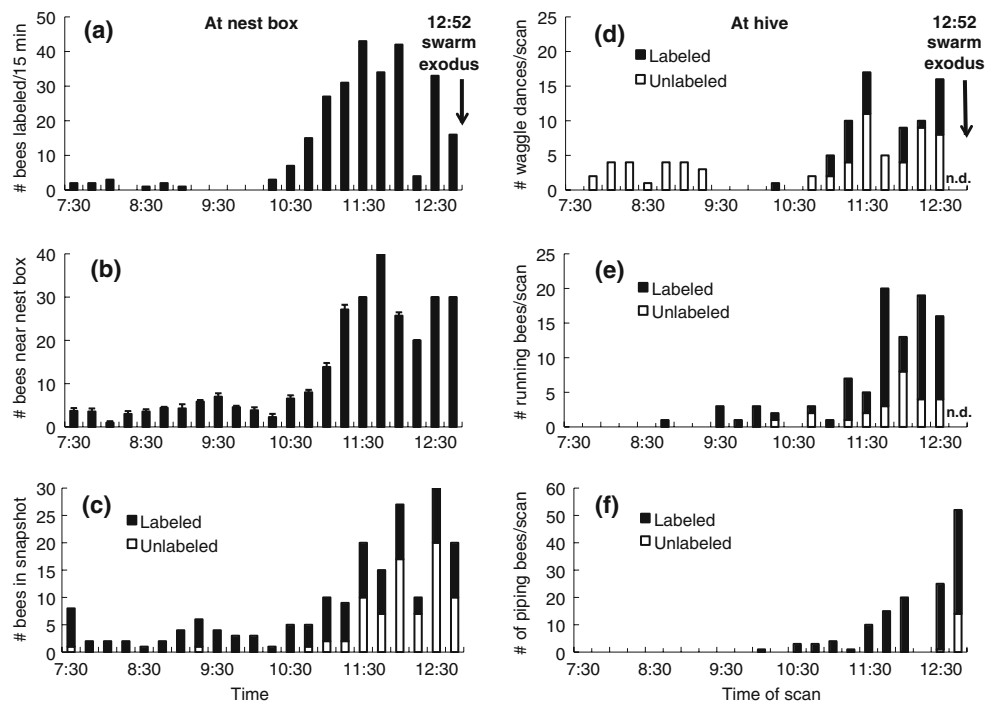 (a)
At nest box
12:52
swarm
exodus
# bees labeled/15 min
50
40
30
20
10
0
7:30 8:30 9:30 10:30 11:30 12:30
(d)
At hive
12:52
swarm
exodus
Labeled
Unlabeled
# waggle dances/scan
25
20
15
10
5
0
n.d.
7:30 8:30 9:30 10:30 11:30 12:30
(b)
# bees near nest box
40
30
20
10
0
7:30 8:30 9:30 10:30 11:30 12:30
(e)
Labeled
Unlabeled
# running bees/scan
25
20
15
10
5
0
n.d.
7:30 8:30 9:30 10:30 11:30 12:30
(c)
Labeled
Unlabeled
# bees in snapshot
30
25
20
15
10
5
0
7:30 8:30 9:30 10:30 11:30 12:30
Time
(f)
Labeled
Unlabeled
# of piping bees/scan
60
50
40
30
20
10
0
7:30 8:30 9:30 10:30 11:30 12:30
Time of scan